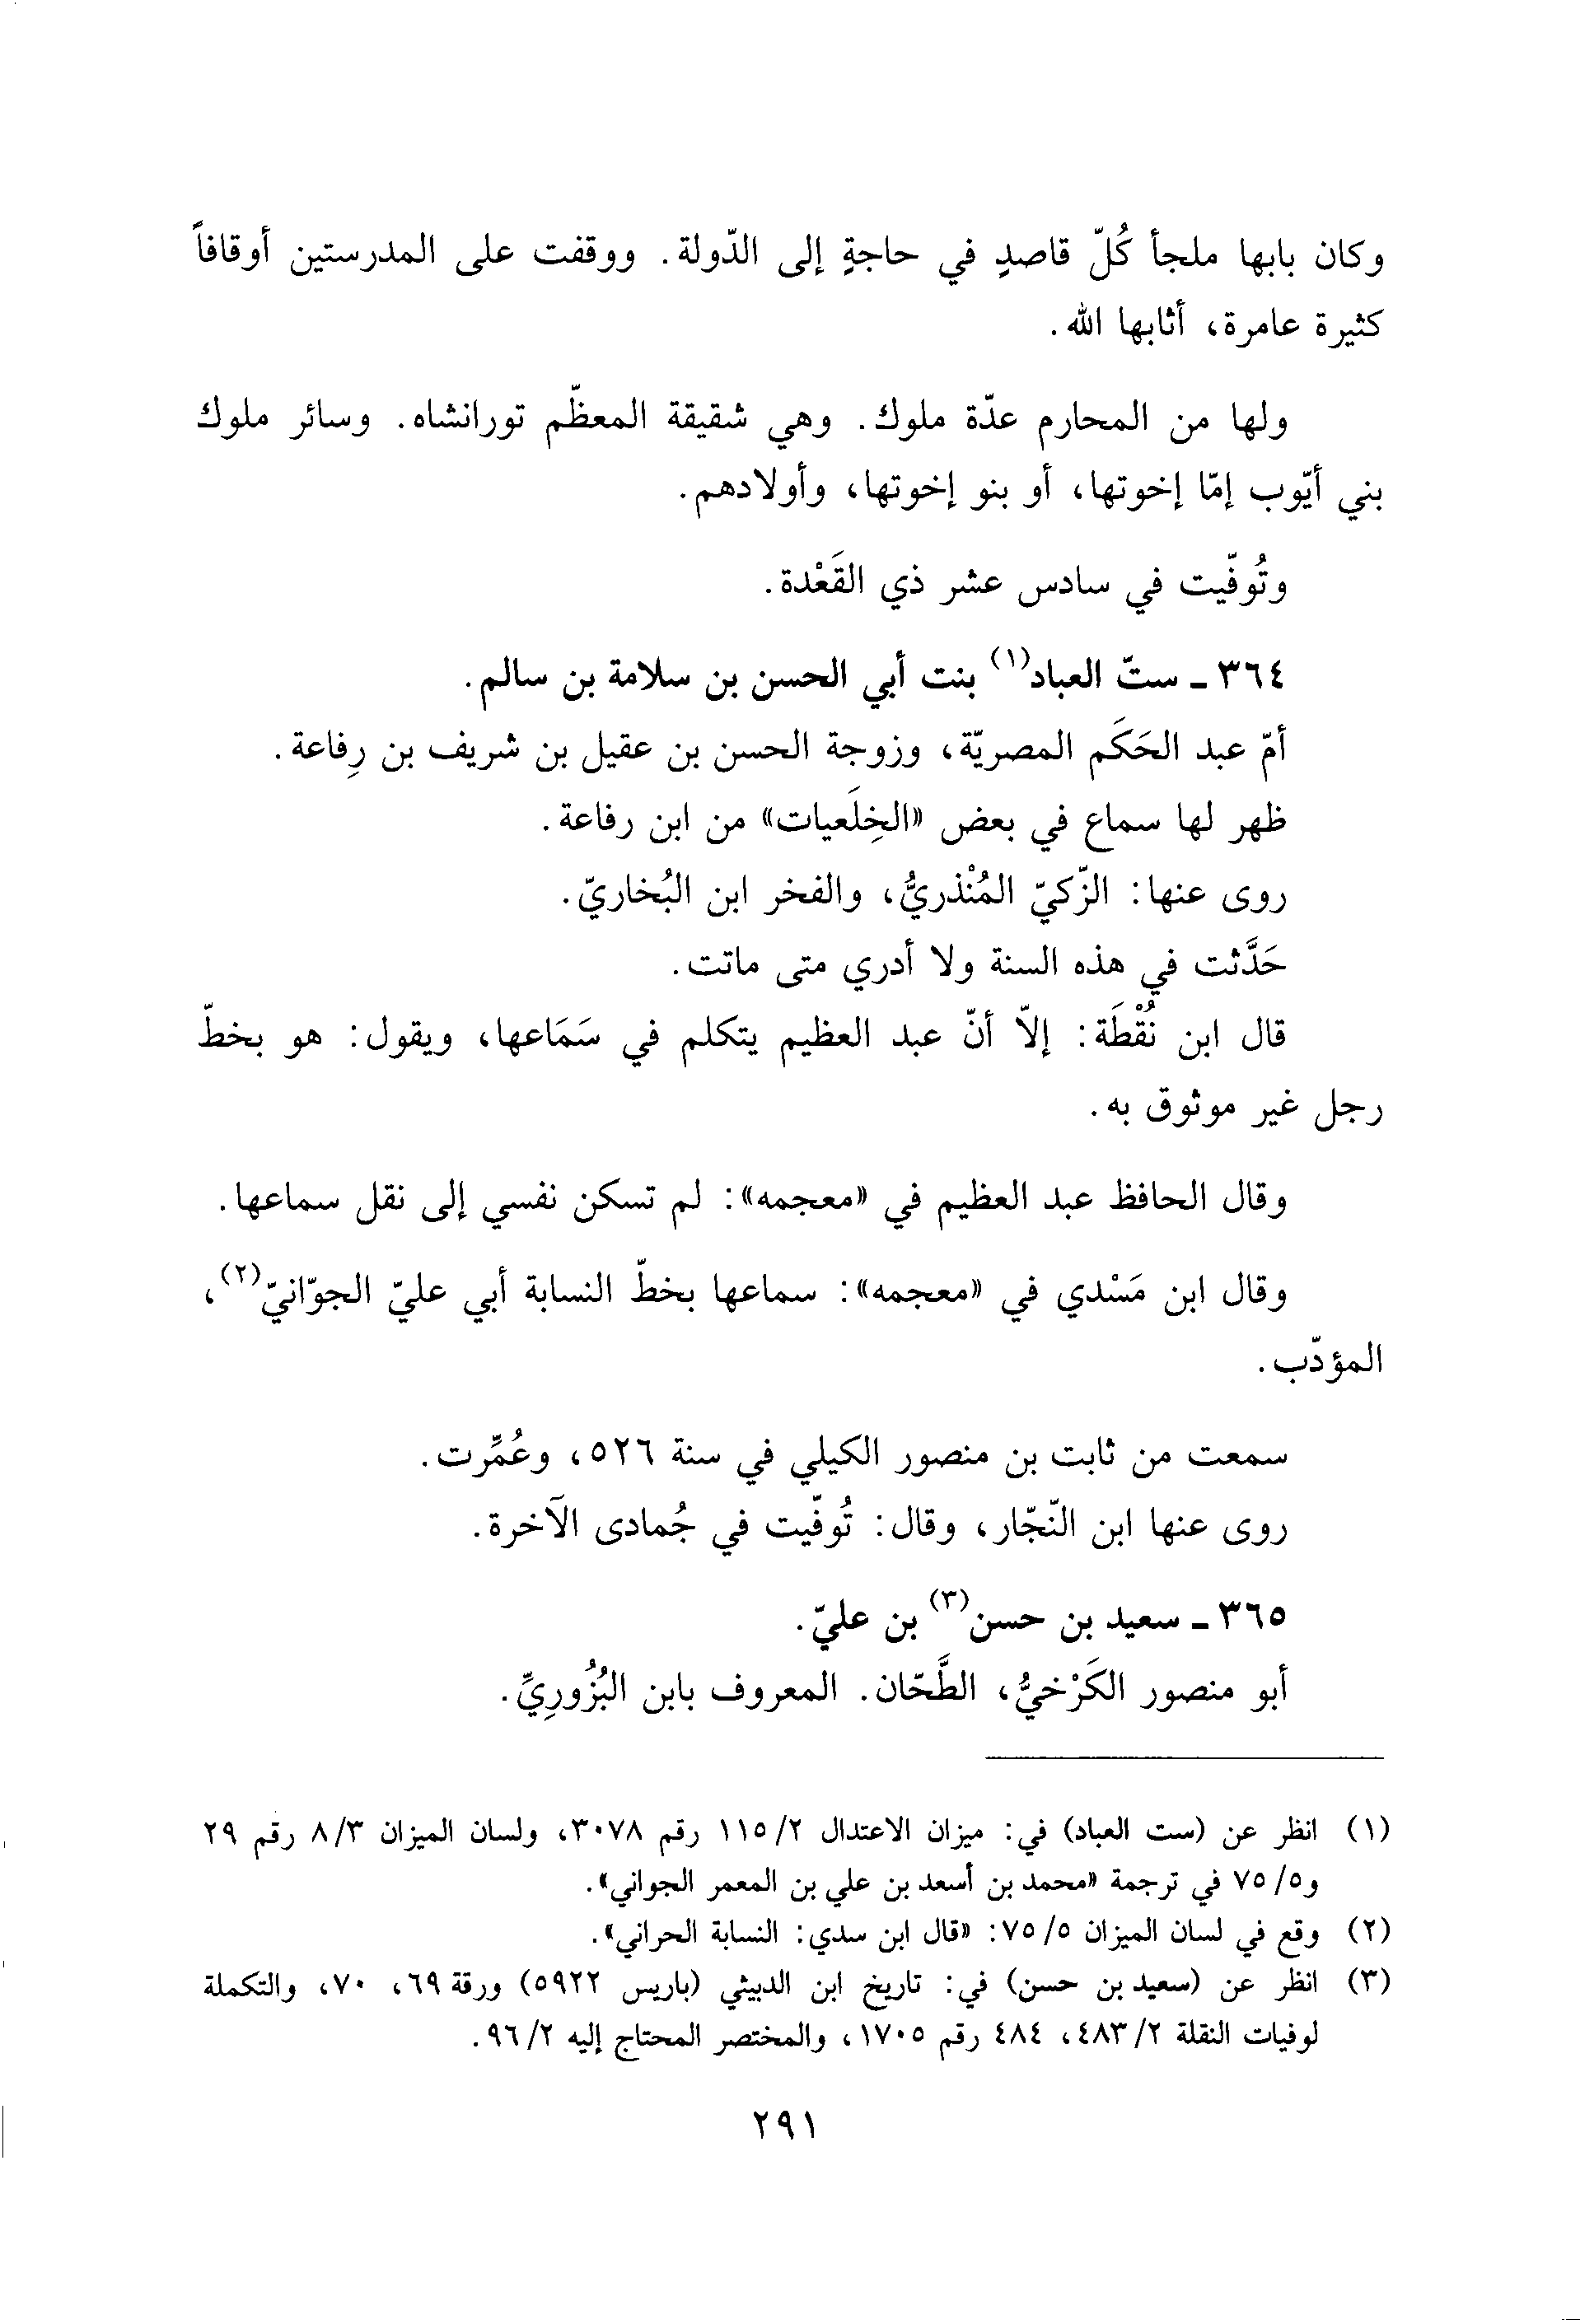 وكان بابها ملجأ كُلّ قاصدٍ في حاجةٍ إلى الدّولة. ووقفت على المدرستين أوقافاً
كثيرة عامرة، أثابها الله.
ولها من المحارم عدّة ملوك. وهي شقيقة المعظّم تورانشاه. وسائر ملوك
بني أيّوب إمّا إخوتها، أو بنو إخوتها، وأولادهم.
وتُوفّيت في سادس عشر ذي القَعْدة.
٣٦٤ ـ ستّ العباد(١) بنت أبي الحسن بن سلامة بن سالم.
أمّ عبد الحَكَم المصريّة، وزوجة الحسن بن عقيل بن شريف بن رِفاعة.
ظهر لها سماع في بعض «الخِلَعيات» من ابن رفاعة.
روى عنها: الزّكيّ المُنْذريُّ، والفخر ابن البُخاريّ.
حَدَّثت في هذه السنة ولا أدري متى ماتت.
قال ابن نُقْطَة: إلاّ أنّ عبد العظيم يتكلم في سَمَاعها، ويقول: هو بخطّ
رجل غير موثوق به.
وقال الحافظ عبد العظيم في «معجمه»: لم تسكن نفسي إلى نقل سماعها.
وقال ابن مَسْدي في «معجمه»: سماعها بخطّ النسابة أبي عليّ الجوّانيّ(٢)،
المؤدّب.
سمعت من ثابت بن منصور الكيلي في سنة ٥٢٦، وعُمِّرت.
روى عنها ابن النّجّار، وقال: تُوفّيت في جُمادى الآخرة.
٣٦٥ ـ سعيد بن حسن(٣) بن عليّ.
أبو منصور الكَرْخيُّ، الطَّحّان. المعروف بابن البُزُورِيِّ.
(١) انظر عن (ست العباد) في: ميزان الاعتدال ٢/ ١١٥ رقم ٣٠٧٨، ولسان الميزان ٨/٣ رقم ٢٩
و٥/ ٧٥ في ترجمة «محمد بن أسعد بن علي بن المعمر الجواني».
(٢) وقع في لسان الميزان ٥/ ٧٥: «قال ابن سدي: النسابة الحراني».
(٣) انظر عن (سعيد بن حسن) في: تاريخ ابن الدبيثي (باريس ٥٩٢٢) ورقة ٦٩، ٧٠، والتكملة
لوفيات النقلة ٢/ ٤٨٣، ٤٨٤ رقم ١٧٠٥، والمختصر المحتاج إليه ٩٦/٢.
٢٩١